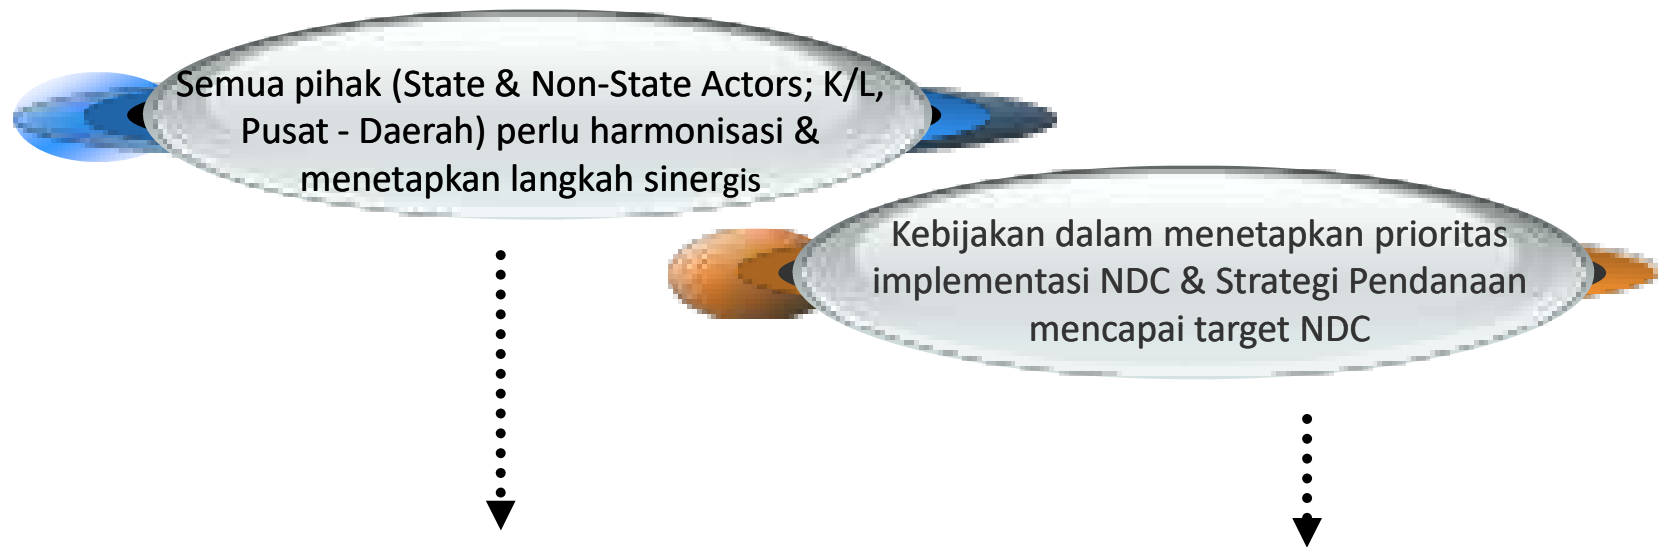 Semua pihak (State & Non-State Actors; K/L,
Pusat - Daerah) perlu harmonisasi &
menetapkan langkah sinergis
Kebijakan dalam menetapkan prioritas
implementasi NDC & Strategi Pendanaan
mencapai target NDC